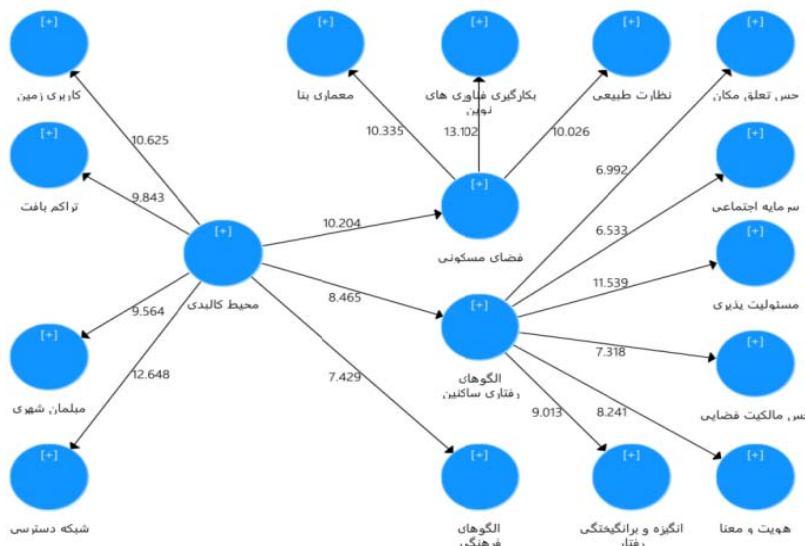 [+]
[+]
[+]
[+]
[+]
کاربری زمین
معماری بنا
بکارگیری فناوری های
نوین
نظارت طبیعی
حس تعلق مکان
10.625
10.335
13.102
10.026
6.992
[+]
[+]
[+]
تراکم بافت
9.843
10.204
فضای مسکونی
6.533
سرمایه اجتماعی
[+]
[+]
محیط کالبدی
8.465
11.539
مسئولیت پذیری
[+]
[+]
[+]
9.564
مبلمان شهری
12.648
7.429
الگوهای
رفتاری ساکنین
7.318
حس مالکیت فضایی
9.013
8.241
[+]
[+]
[+]
[+]
شبکه دسترسی
الگوهای
فرهنگی
انگیزه و برانگیختگی
رفتار
هویت و معنا